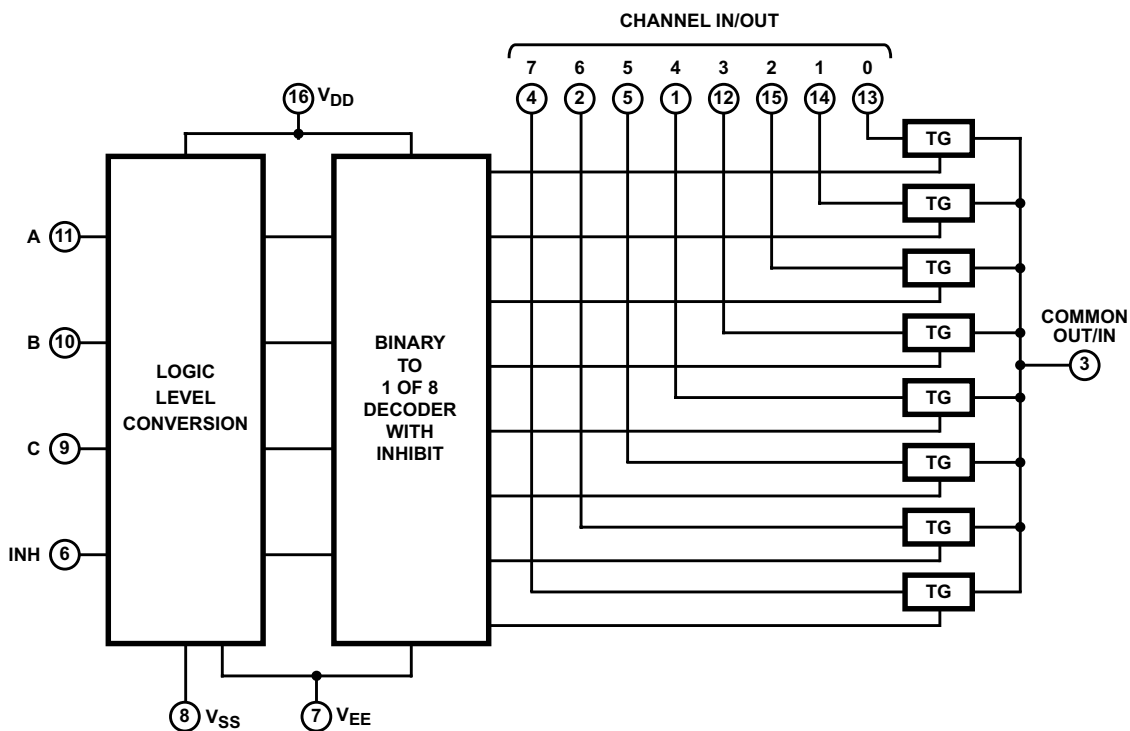 CHANNEL IN/OUT
7 6 5 4 3 2 1 0
4 2 5 1 12 15 14 13
16 VDD
TG
TG
TG
TG
TG
TG
TG
TG
A 11
B 10
C 9
INH 6
LOGIC
LEVEL
CONVERSION
BINARY
TO
1 OF 8
DECODER
WITH
INHIBIT
COMMON
OUT/IN
3
8 VSS
7 VEE